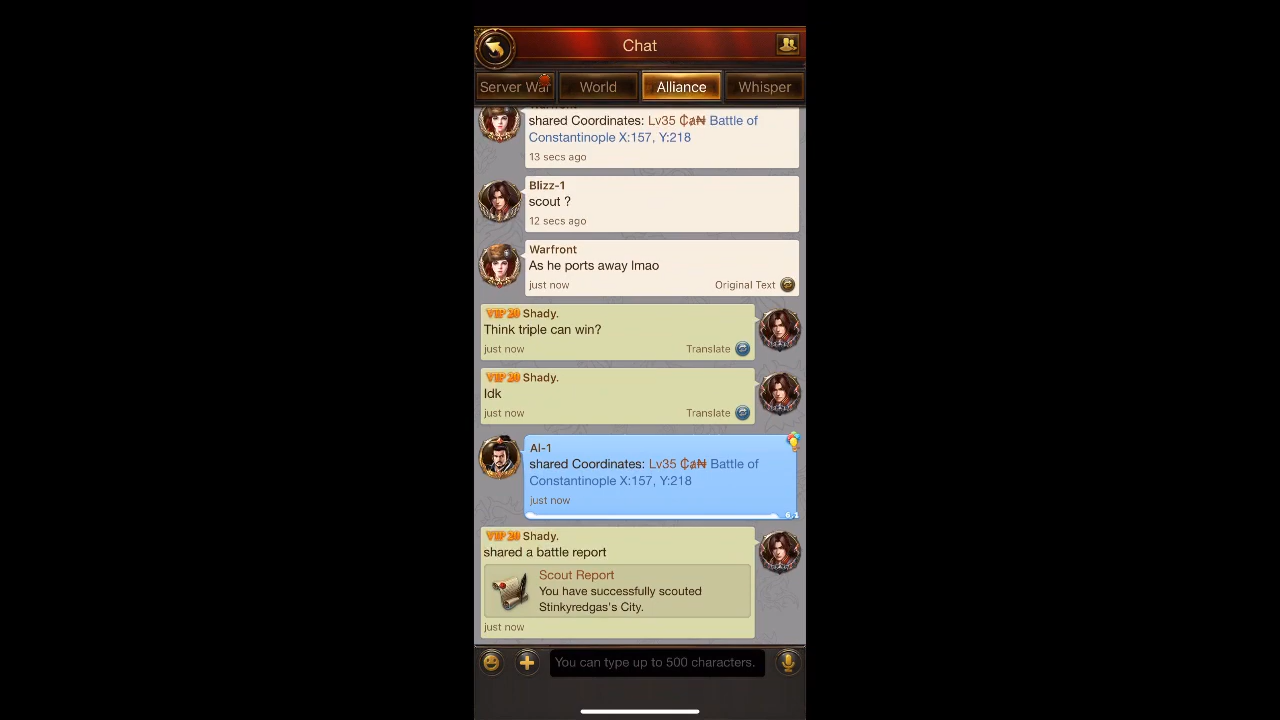 Chat
Server War
World
Alliance
Whisper
shared Coordinates: Lv35 ₵₳₦ Battle of
Constantinople X:157, Y:218
13 secs ago
Blizz-1
scout ?
12 secs ago
Warfront
As he ports away lmao
just now
Original Text
VIP 20 Shady.
Think triple can win?
just now
Translate
VIP 20 Shady.
Idk
just now
Translate
Al-1
shared Coordinates: Lv35 ₵₳₦ Battle of
Constantinople X:157, Y:218
just now
VIP 20 Shady.
shared a battle report
Scout Report
You have successfully scouted
Stinkyredgas's City.
just now
You can type up to 500 characters.